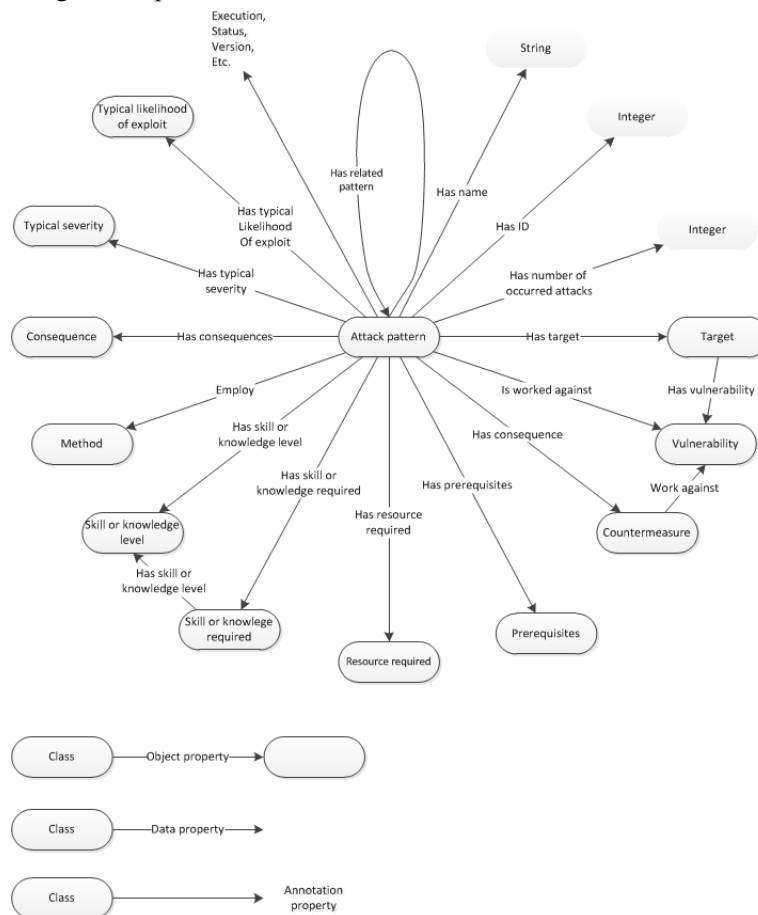 Execution,
Status,
Version,
Etc.
String
Typical likelihood
of exploit
Integer
Has related
pattern
Has name
Has typical
Likelihood
Of exploit
Has ID
Typical severity
Integer
Has typical
severity
Has number of
occurred attacks
Consequence
Has consequences
Attack pattern
Has target
Target
Employ
Is worked against
Has vulnerability
Method
Has skill or
knowledge level
Has consequence
Vulnerability
Has skill or
knowledge required
Has prerequisites
Work against
Has resource
required
Skill or knowledge
level
Countermeasure
Has skill or
knowledge level
Skill or knowlege
required
Prerequisites
Resource required
Class
Object property
Class
Data property
Class
Annotation
property